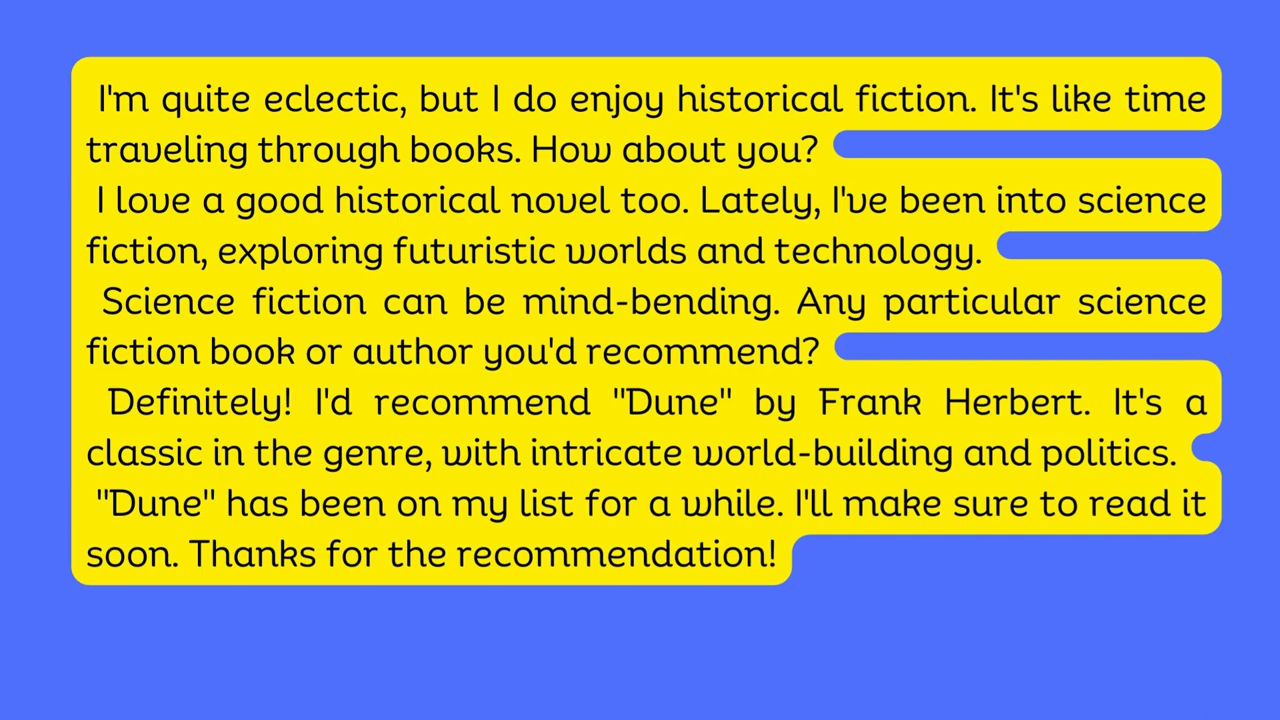 I'm quite eclectic, but I do enjoy historical fiction. It's like time
traveling through books. How about you?
I love a good historical novel too. Lately, I've been into science
fiction, exploring futuristic worlds and technology.
Science fiction can be mind-bending. Any particular science
fiction book or author you'd recommend?
Definitely! I'd recommend "Dune" by Frank Herbert. It's a
classic in the genre, with intricate world-building and politics.
"Dune" has been on my list for a while. I'll make sure to read it
soon. Thanks for the recommendation!